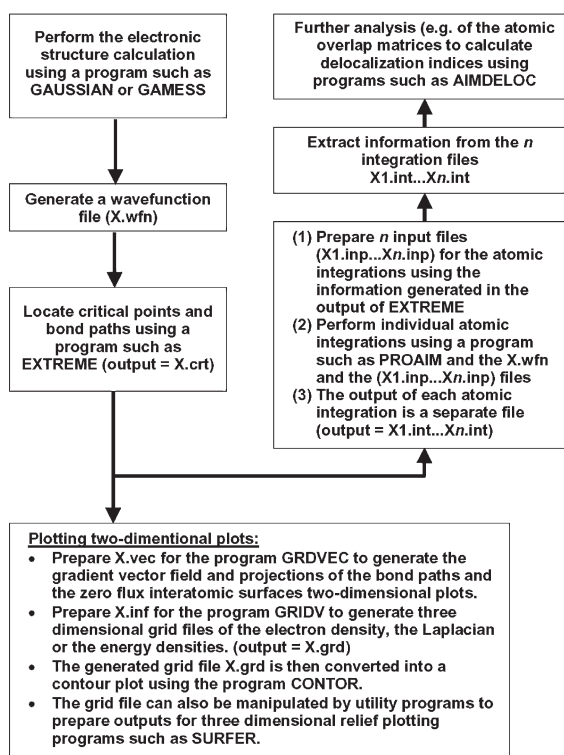 Perform the electronic
structure calculation
using a program such as
GAUSSIAN or GAMESS
Generate a wavefunction
file (X.wfn)
Locate critical points and
bond paths using a
program such as
EXTREME (output = X.crt)
Further analysis (e.g. of the atomic
overlap matrices to calculate
delocalization indices using
programs such as AIMDELOC
Extract information from the n
integration files
X1.int...Xn.int
(1) Prepare n input files
(X1.inp...Xn.inp) for the atomic
integrations using the
information generated in the
output of EXTREME
(2) Perform individual atomic
integrations using a program
such as PROAIM and the X.wfn
and the (X1.inp...Xn.inp) files
(3) The output of each atomic
integration is a separate file
(output = X1.int...Xn.int)
Plotting two-dimentional plots:
• Prepare X.vec for the program GRDVEC to generate the
gradient vector field and projections of the bond paths and
the zero flux interatomic surfaces two-dimensional plots.
• Prepare X.inf for the program GRIDV to generate three
dimensional grid files of the electron density, the Laplacian
or the energy densities. (output = X.grd)
• The generated grid file X.grd is then converted into a
contour plot using the program CONTOR.
• The grid file can also be manipulated by utility programs to
prepare outputs for three dimensional relief plotting
programs such as SURFER.